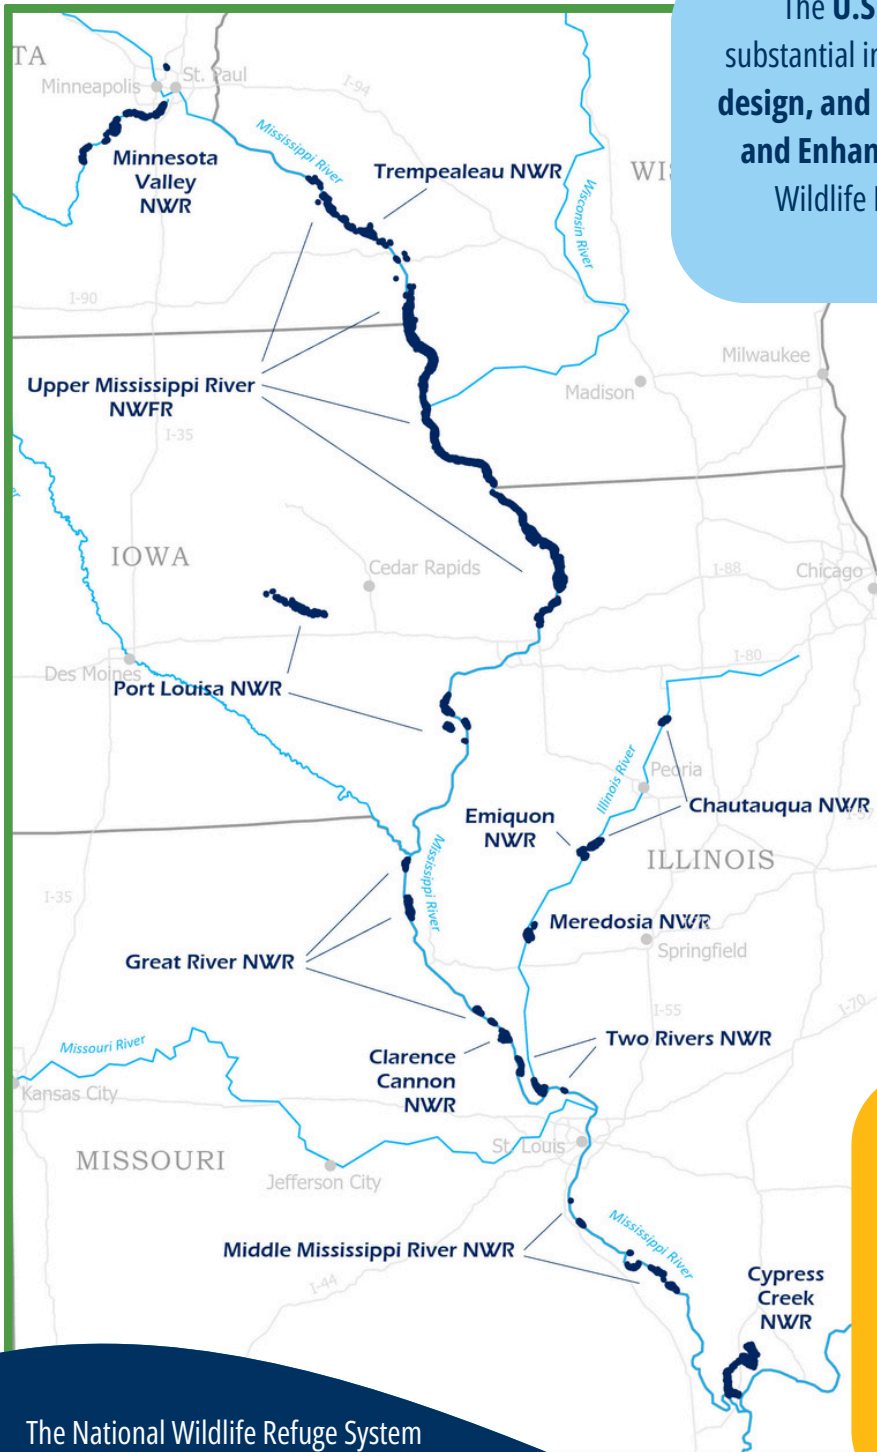 The U.S
substantial in
design, and
and Enhan
Wildlife
TA
Minneapolis
St. Paul
I-94
Mississippi River
Minnesota
Valley
NWR
Trempealeau NWR
Wisconsin River
I-90
Upper Mississippi River
NWFR
Milwaukee
Madison
I-35
IOWA
Cedar Rapids
I-88
Chicago
Des Moines
Port Louisa NWR
I-80
Illinois River
Peoria
Chautauqua NWR
I-57
Emiquon
NWR
Mississippi River
ILLINOIS
I-35
Meredosia NWR
Springfield
Great River NWR
I-55
I-70
Missouri River
Two Rivers NWR
Clarence
Cannon
NWR
Kansas City
St. Louis
MISSOURI
Jefferson City
Mississippi River
Middle Mississippi River NWR
I-44
Cypress
Creek
NWR
The National Wildlife Refuge System